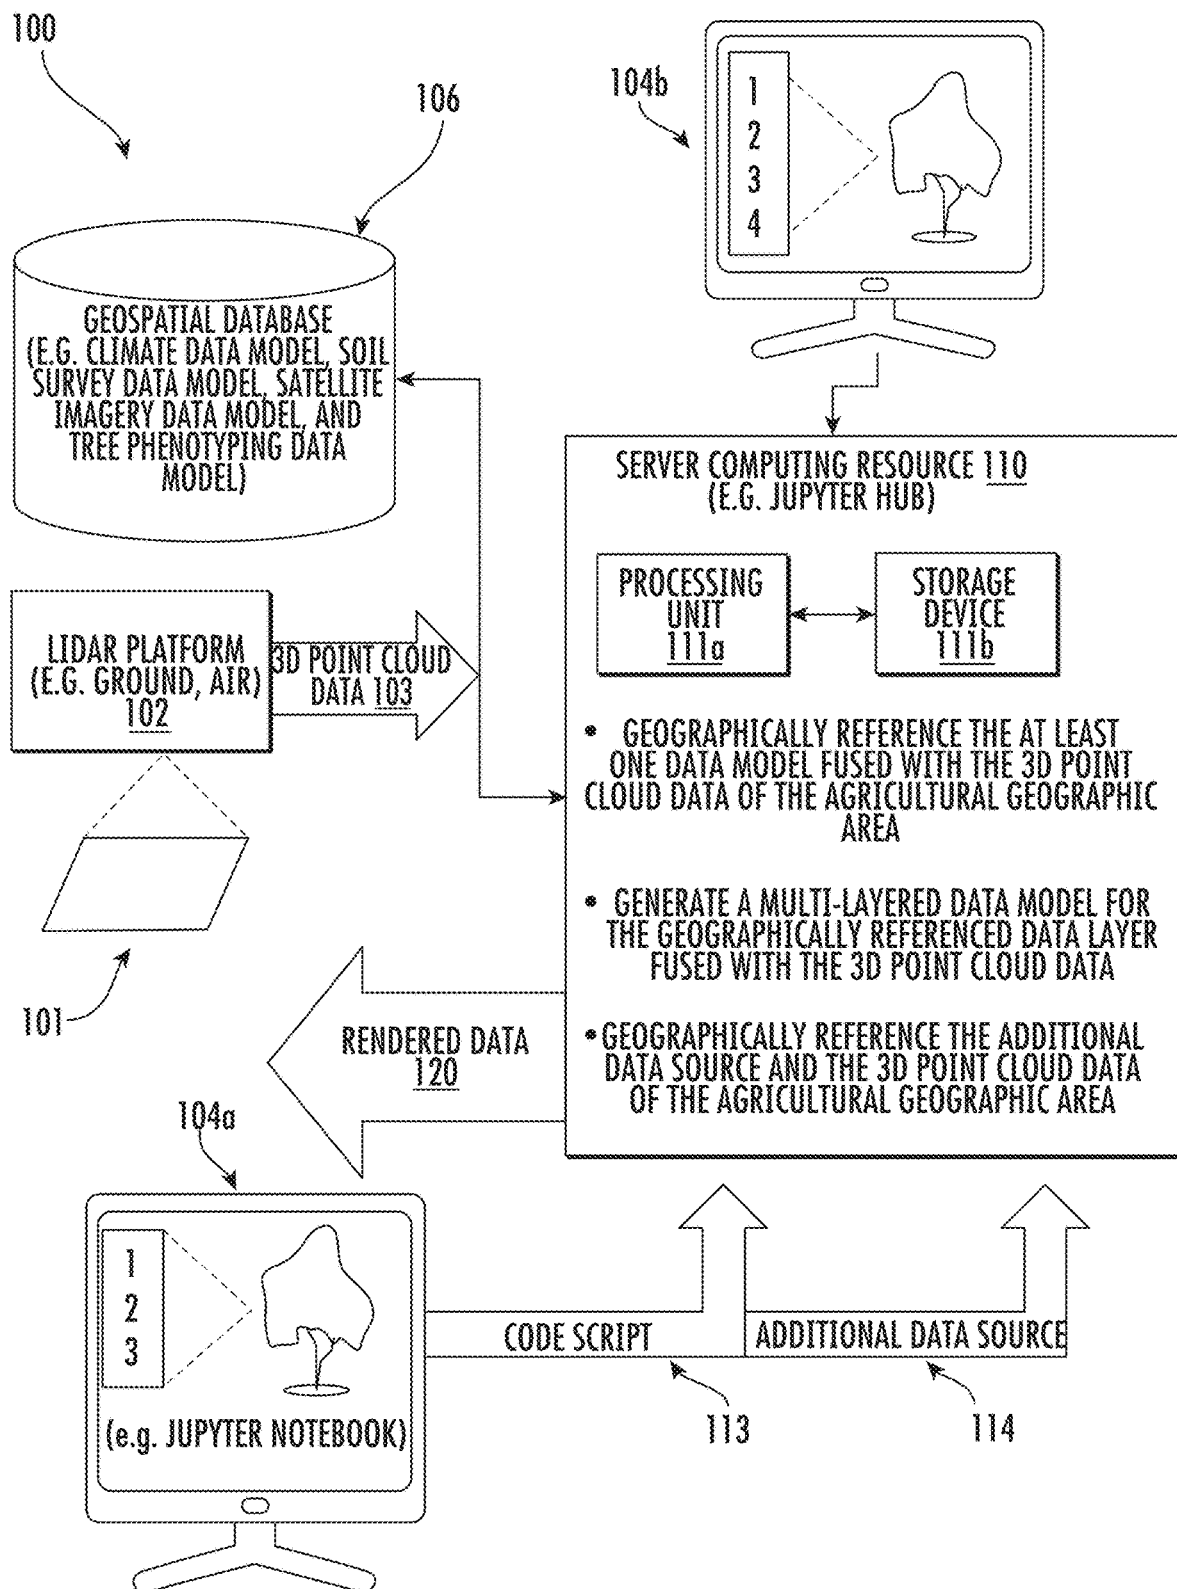 100
106
104b
1
2
3
4
GEOSPATIAL DATABASE
(E.G. CLIMATE DATA MODEL, SOIL
SURVEY DATA MODEL, SATELLITE
IMAGERY DATA MODEL, AND
TREE PHENOTYPING DATA
MODEL)
SERVER COMPUTING RESOURCE 110
(E.G. JUPYTER HUB)
PROCESSING
UNIT
111a
STORAGE
DEVICE
111b
LIDAR PLATFORM
(E.G. GROUND, AIR)
102
3D POINT CLOUD
DATA 103
• GEOGRAPHICALLY REFERENCE THE AT LEAST
ONE DATA MODEL FUSED WITH THE 3D POINT
CLOUD DATA OF THE AGRICULTURAL GEOGRAPHIC
AREA
• GENERATE A MULTI-LAYERED DATA MODEL FOR
THE GEOGRAPHICALLY REFERENCED DATA LAYER
FUSED WITH THE 3D POINT CLOUD DATA
• GEOGRAPHICALLY REFERENCE THE ADDITIONAL
DATA SOURCE AND THE 3D POINT CLOUD DATA
OF THE AGRICULTURAL GEOGRAPHIC AREA
101
RENDERED DATA
120
104a
1
2
3
(e.g. JUPYTER NOTEBOOK)
CODE SCRIPT
ADDITIONAL DATA SOURCE
113
114